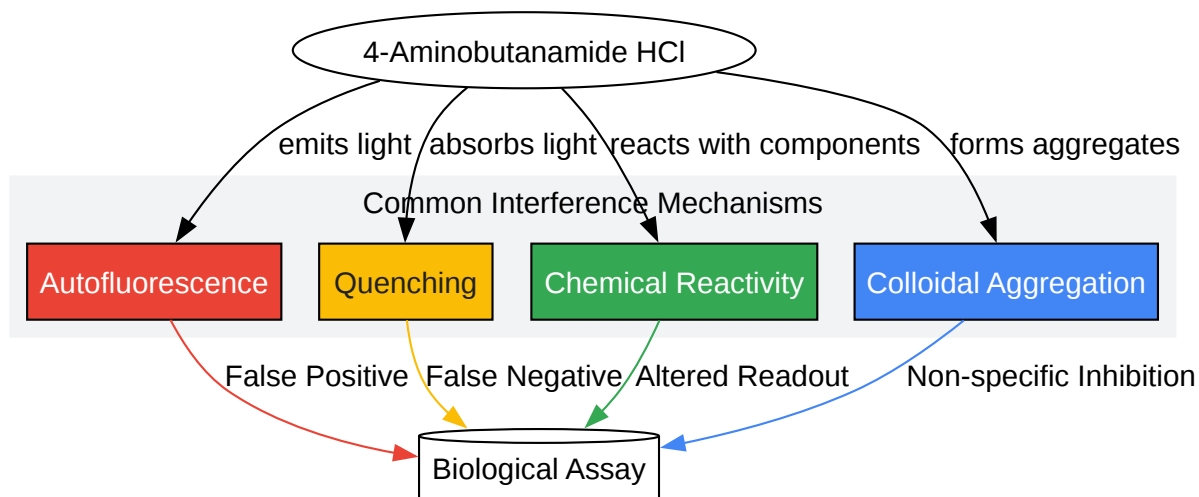 4-Aminobutanamide HCl
emits light
absorbs light
reacts with components
forms aggregates
Common Interference Mechanisms
Autofluorescence
Quenching
Chemical Reactivity
Colloidal Aggregation
False Positive
False Negative
Altered Readout
Non-specific Inhibition
Biological Assay